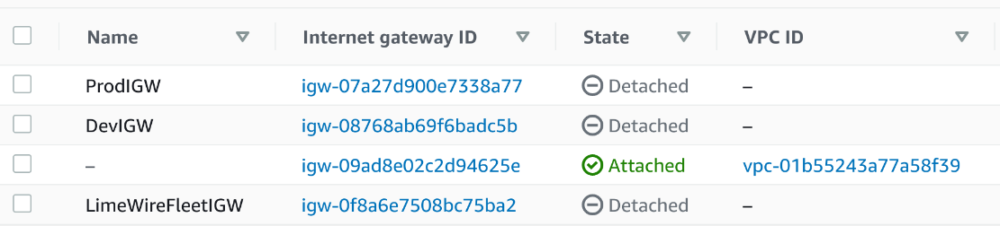 Name Internet gateway ID State VPC ID
ProdIGW igw-07a27d900e7338a77 Detached –
DevIGW igw-08768ab69f6badc5b Detached –
– igw-09ad8e02c2d94625e Attached vpc-01b55243a77a58f39
LimeWireFleetIGW igw-0f8a6e7508bc75ba2 Detached –